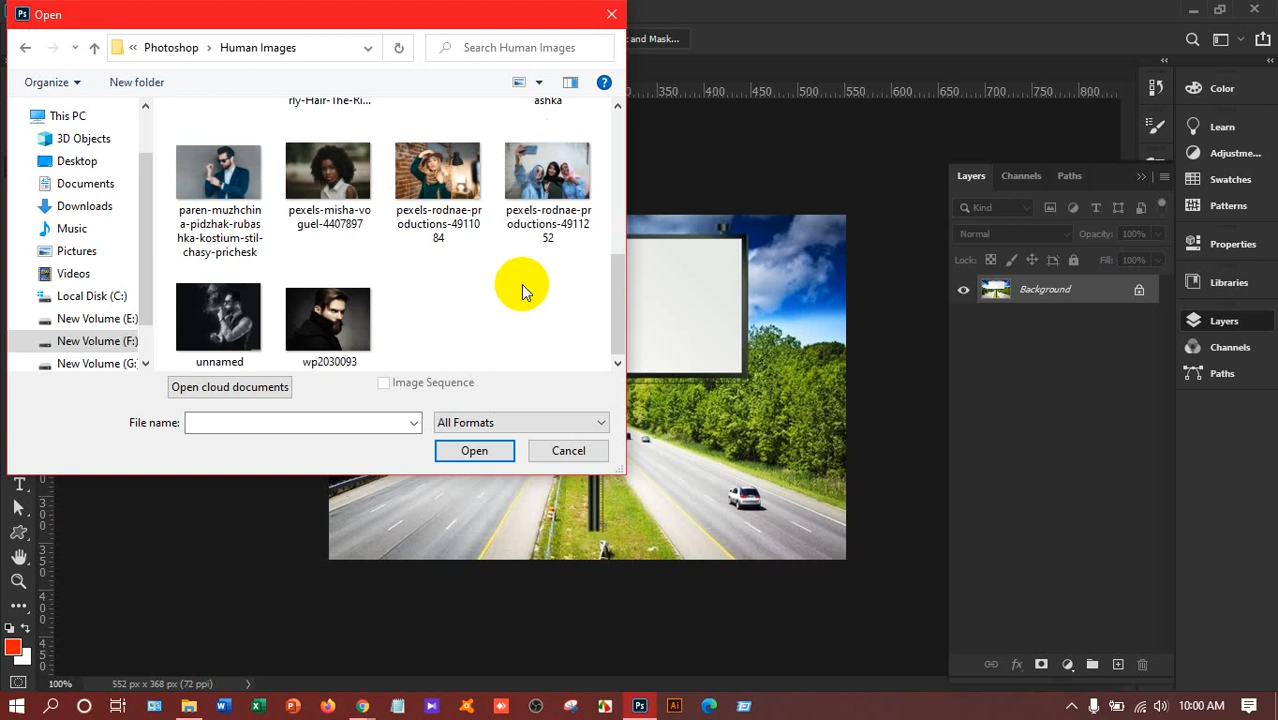 Ps Open
Photoshop Human Images
Search Human Images
and Mask...
Organize
New folder
This PC
3D Objects
Desktop
Documents
Downloads
Music
Pictures
Videos
Local Disk (C:)
New Volume (E:)
New Volume (F:)
New Volume (G:
rly-Hair-The-Ri...
ashka
paren-muzhchin
a-pidzhak-rubas
hka-kostium-stil-
chasy-prichesk
pexels-misha-vo
guel-4407897
pexels-rodnae-pr
oductions-49110
84
pexels-rodnae-pr
oductions-49112
52
unnamed
wp2030093
Open cloud documents
Image Sequence
File name:
All Formats
Open
Cancel
350 400 450 500 550 600 650 700 750 800
Layers Channels Paths
Kind
Normal
Opacity: 100%
Lock:
Fill: 100%
Background
Color
Learn
Adjustme...
Swatches
Patterns
Properties
Libraries
Layers
Channels
Paths
100% 552 px x 368 px (72 ppi)
10:00 AM